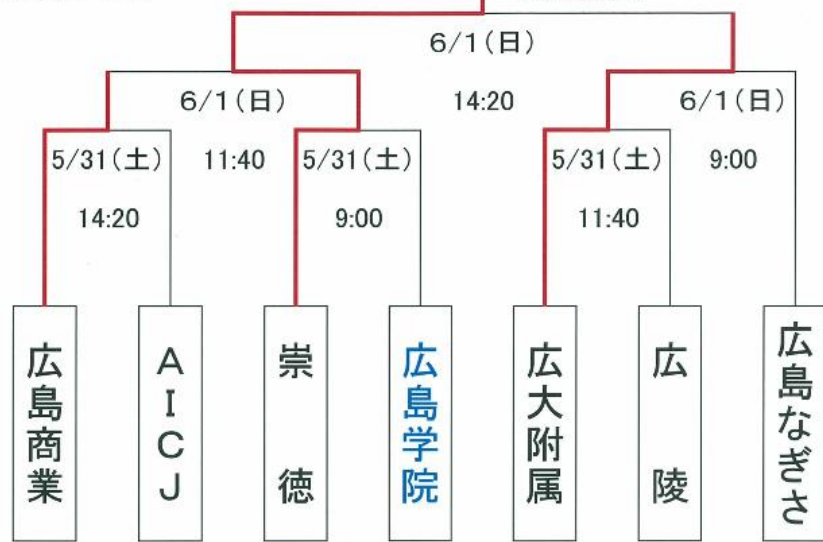 6/1(日)
14:20
6/1(日)
11:40
6/1(日)
9:00
5/31(土)
14:20
5/31(土)
9:00
5/31(土)
11:40
広島商業
AICJ
崇徳
広島学院
広大附属
広陵
広島なぎさ